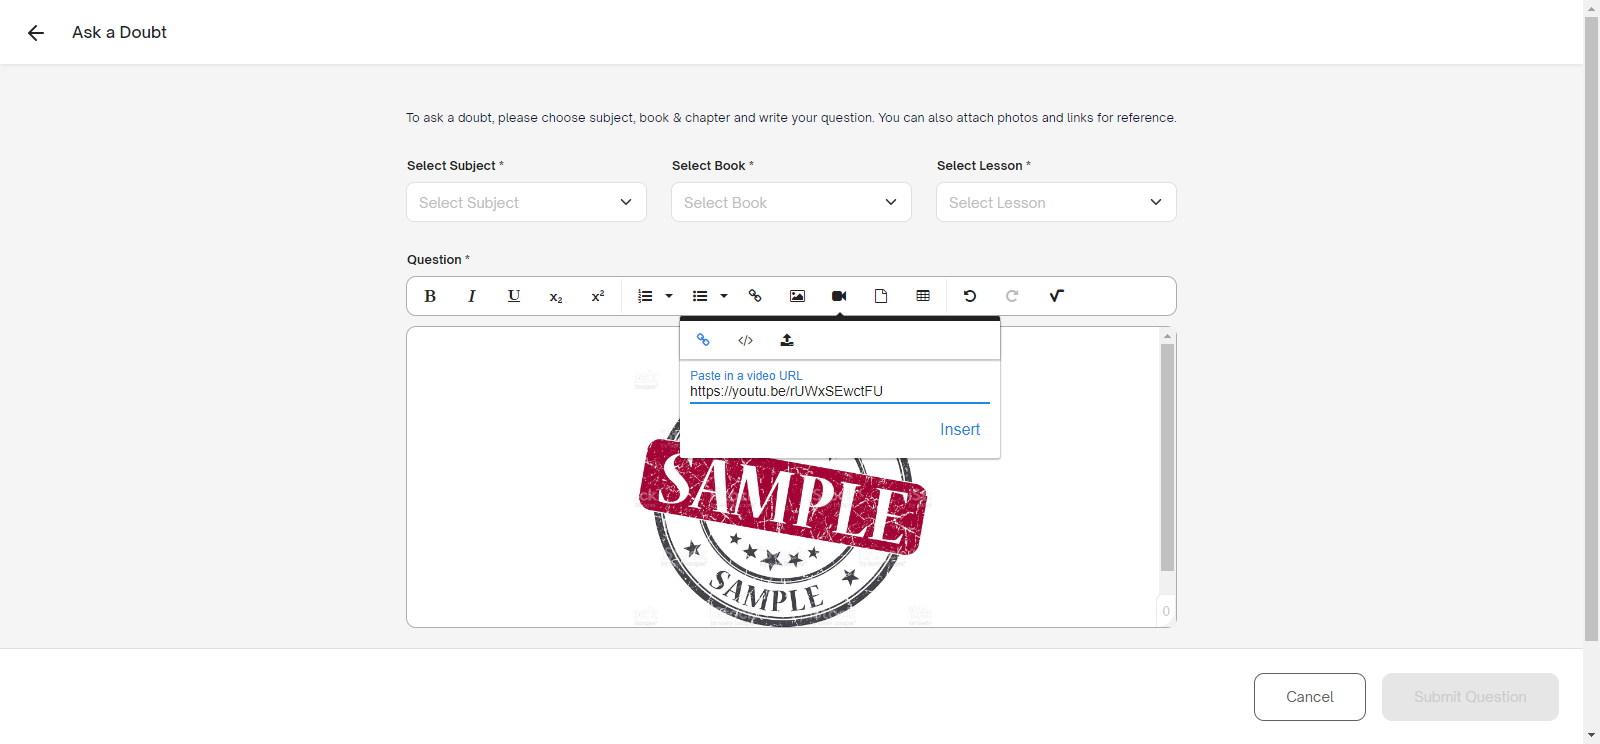 Ask a Doubt
To ask a doubt, please choose subject, book & chapter and write your question. You can also attach photos and links for reference.
Select Subject * Select Book * Select Lesson *
Select Subject Select Book Select Lesson
Question *
B I U x₂ x²
Paste in a video URL
https://youtu.be/rUWxSEwctFU
Insert
SAMPLE
SAMPLE
0
Cancel Submit Question